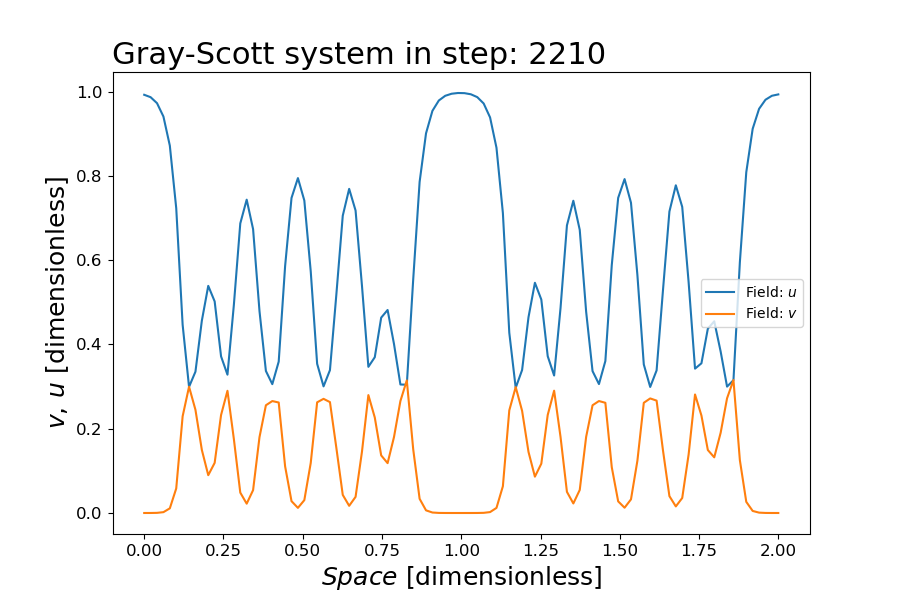 Gray-Scott system in step: 2210
1.0
0.8
0.6
0.4
0.2
0.0
v, u [dimensionless]
Field: u
Field: v
0.00 0.25 0.50 0.75 1.00 1.25 1.50 1.75 2.00
Space [dimensionless]